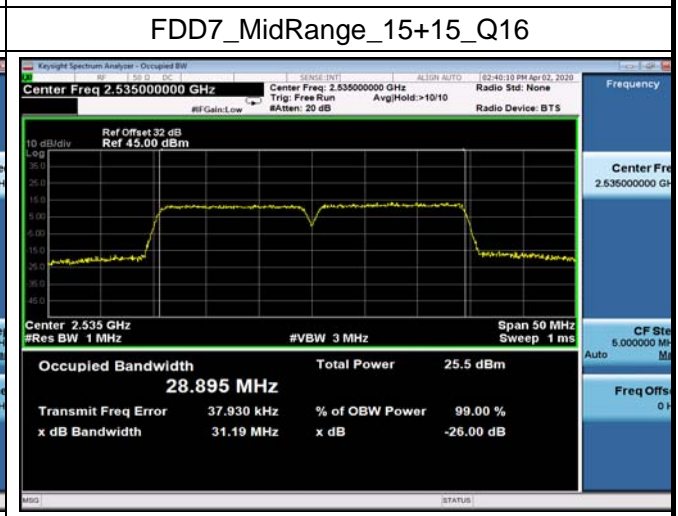 FDD7_MidRange_15+15_Q16
Keysight Spectrum Analyzer - Occupied BW
RF 50 Ω DC SENSE:INT ALIGN AUTO 02:40:10 PM Apr 02, 2020
Center Freq 2.535000000 GHz
Center Freq: 2.535000000 GHz
Radio Std: None
Trig: Free Run Avg|Hold:>10/10
#IFGain:Low #Atten: 20 dB Radio Device: BTS
Frequency
Ref Offset 32 dB
10 dB/div Ref 45.00 dBm
Log
35.0
25.0
15.0
5.00
-5.00
-15.0
-25.0
-35.0
-45.0
Center Fre
2.535000000 GH
Center 2.535 GHz Span 50 MHz
#Res BW 1 MHz #VBW 3 MHz Sweep 1 ms
CF Ste
5.000000 MH
Auto Ma
Occupied Bandwidth Total Power 25.5 dBm
28.895 MHz
Transmit Freq Error 37.930 kHz % of OBW Power 99.00 %
x dB Bandwidth 31.19 MHz x dB -26.00 dB
Freq Offs
0 H
MSG STATUS